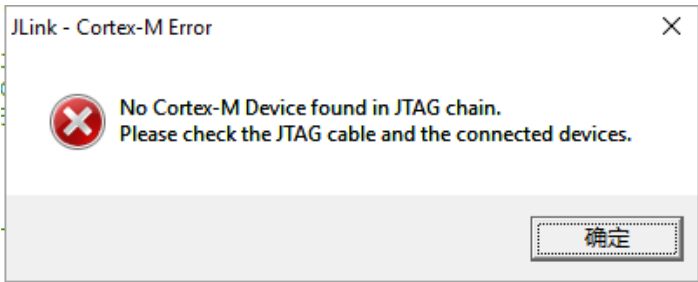 JLink - Cortex-M Error
No Cortex-M Device found in JTAG chain.
Please check the JTAG cable and the connected devices.
确定